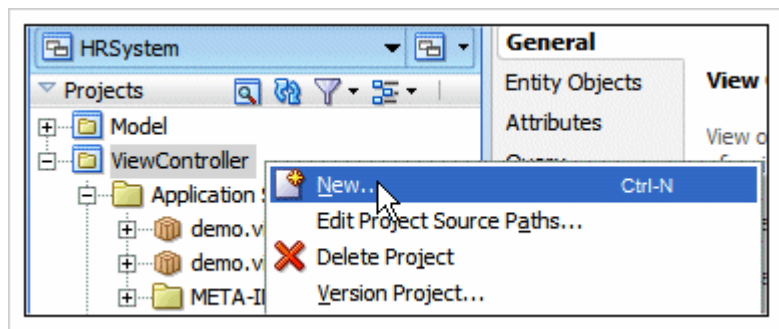 HRSystem
General
Projects
Entity Objects
View
Model
Attributes
View o
ViewController
New...
Ctrl-N
Application
Edit Project Source Paths...
demo.v
Delete Project
demo.v
Version Project...
META-I